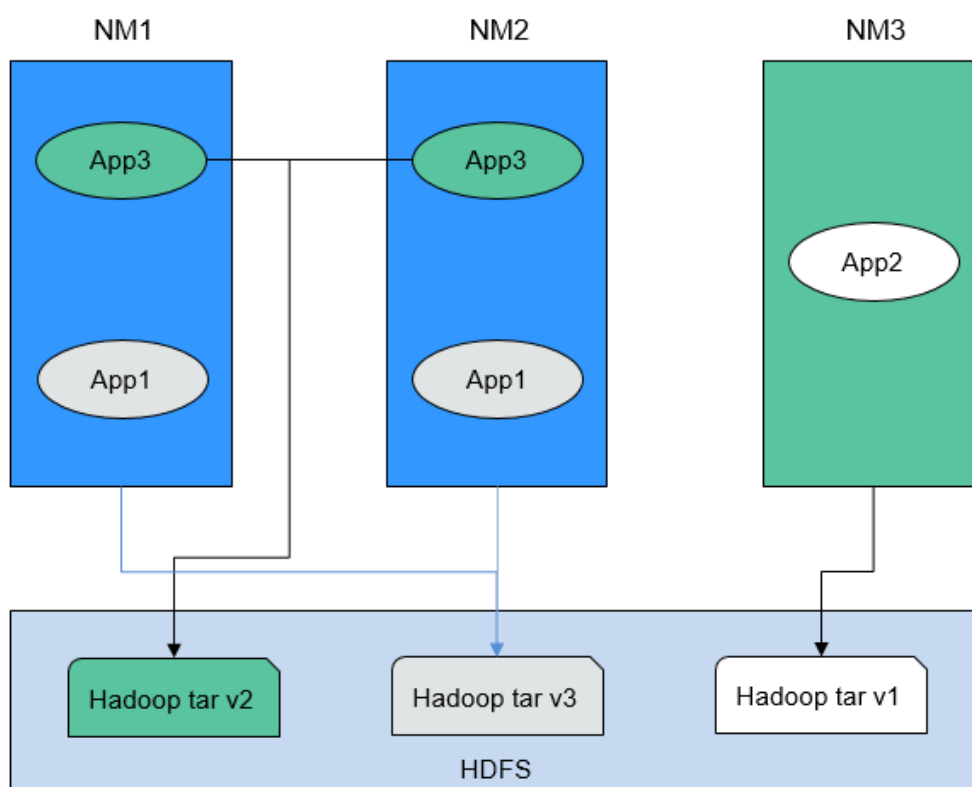 NM1
NM2
NM3
App3
App3
App2
App1
App1
Hadoop tar v2
Hadoop tar v3
Hadoop tar v1
HDFS